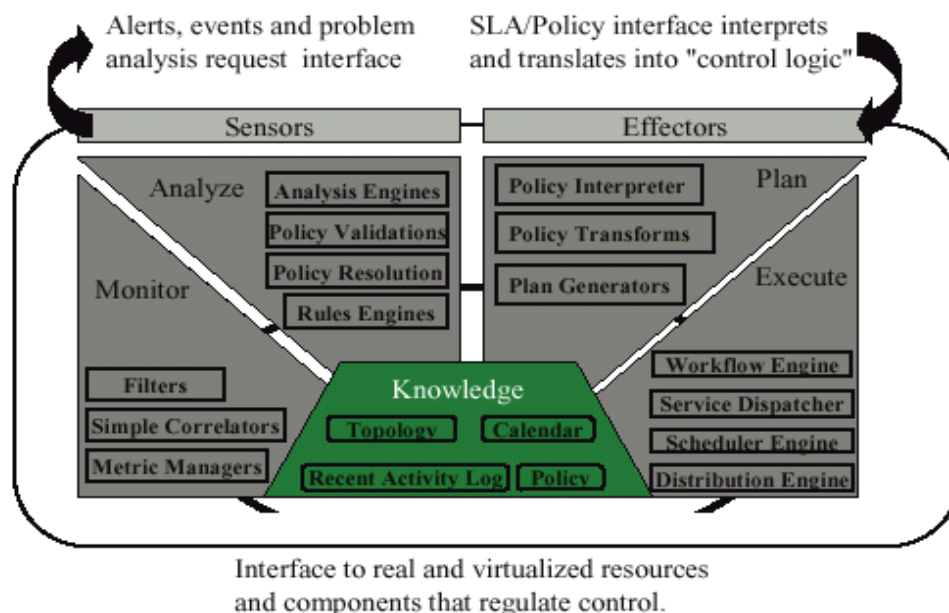 Alerts, events and problem
analysis request interface
SLA/Policy interface interprets
and translates into "control logic"
Sensors
Effectors
Analyze
Analysis Engines
Policy Validations
Policy Resolution
Rules Engines
Monitor
Filters
Simple Correlators
Metric Managers
Plan
Policy Interpreter
Policy Transforms
Plan Generators
Execute
Workflow Engine
Service Dispatcher
Scheduler Engine
Distribution Engine
Knowledge
Topology
Calendar
Recent Activity Log
Policy
Interface to real and virtualized resources
and components that regulate control.